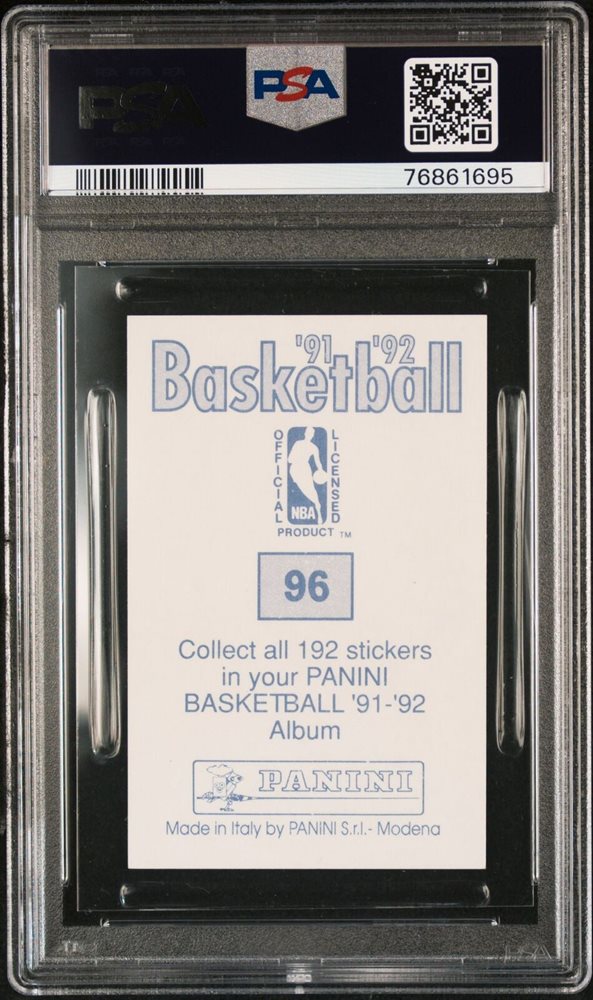 PSA
PSA
76861695
'91 '92
Basketball
OFFICIAL LICENSED
NBA
PRODUCT TM
96
Collect all 192 stickers
in your PANINI
BASKETBALL '91-'92
Album
PANINI
Made in Italy by PANINI S.r.l.- Modena